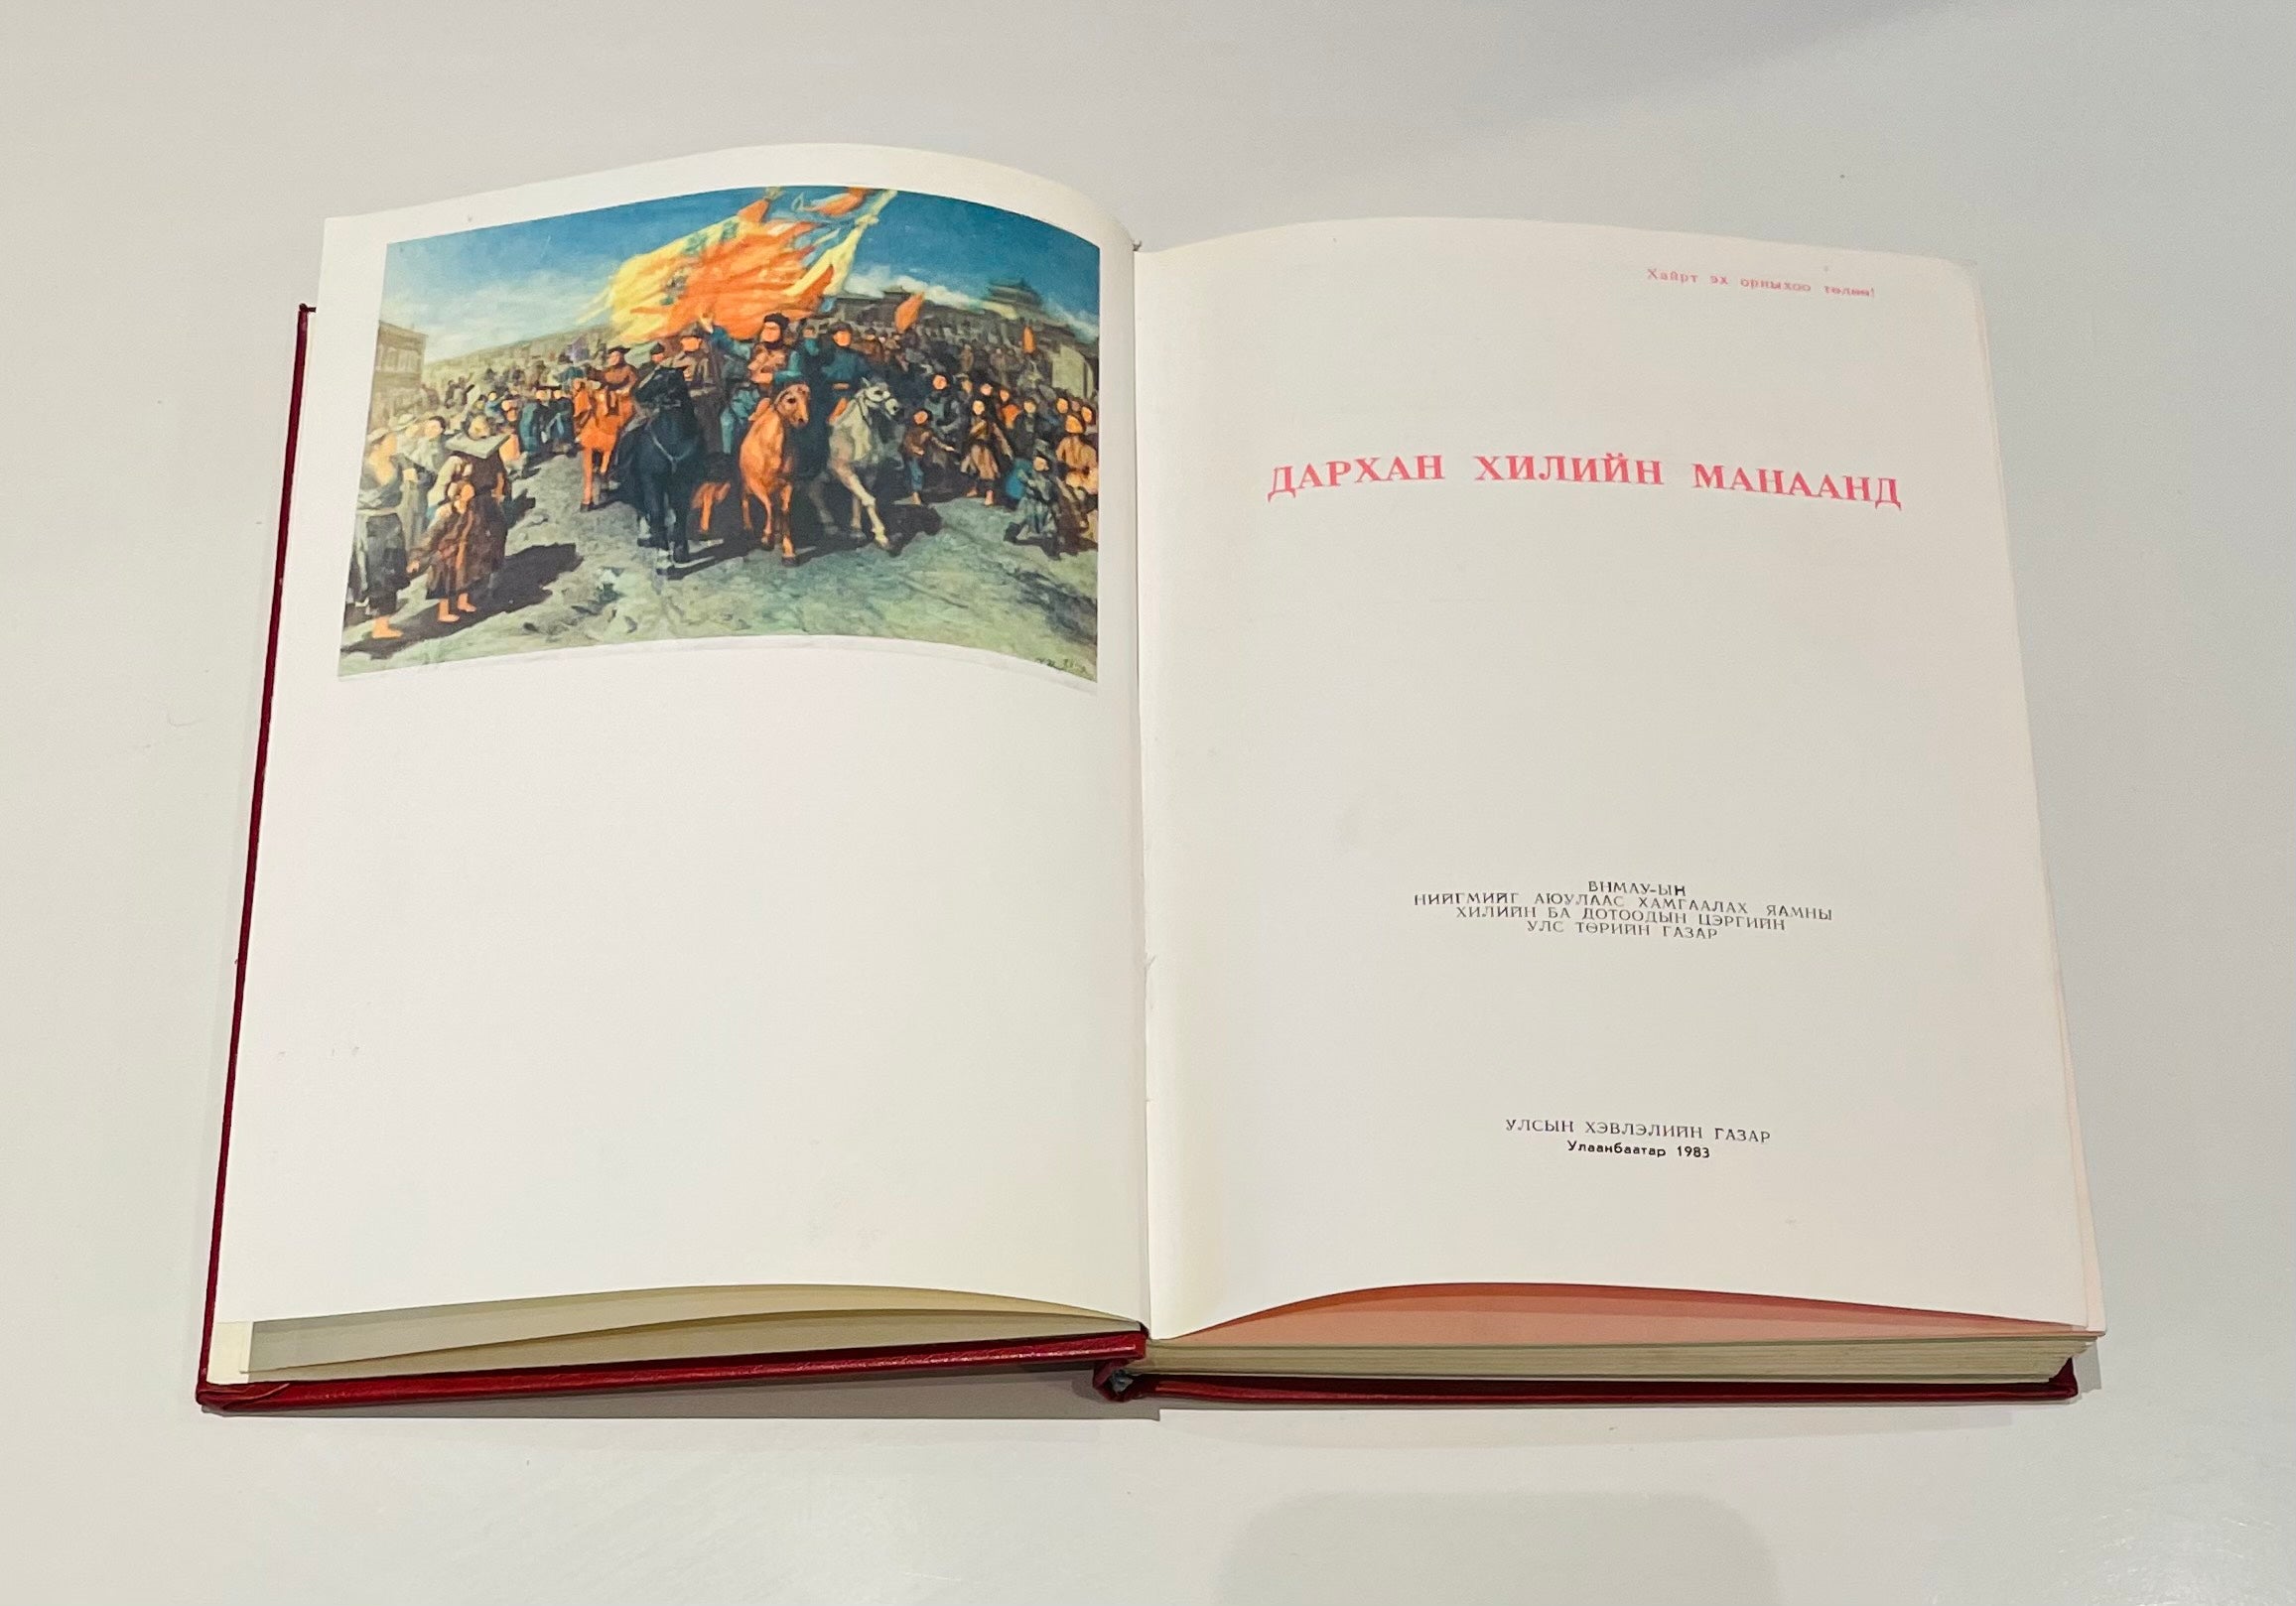 Хайрт эх орныхоо төлөө!
ДАРХАН ХИЛИЙН МАНААНД
БНМАУ-ЫН
НИЙГМИЙГ АЮУЛААС ХАМГААЛАХ ЯАМНЫ
ХИЛИЙН БА ДОТООДЫН ЦЭРГИЙН
УЛС ТӨРИЙН ГАЗАР
УЛСЫН ХЭВЛЭЛИЙН ГАЗАР
Улаанбаатар 1983